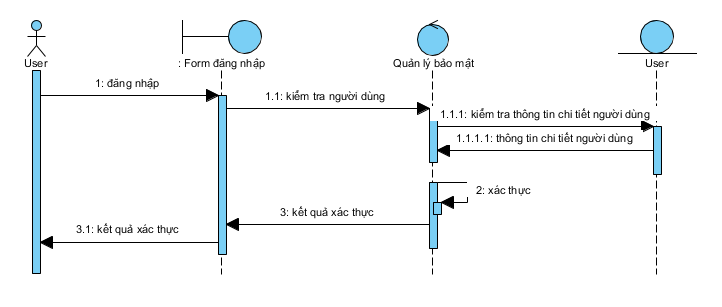 User
: Form đăng nhập
Quản lý bảo mật
User
1: đăng nhập
1.1: kiểm tra người dùng
1.1.1: kiểm tra thông tin chi tiết người dùng
1.1.1.1: thông tin chi tiết người dùng
2: xác thực
3: kết quả xác thực
3.1: kết quả xác thực